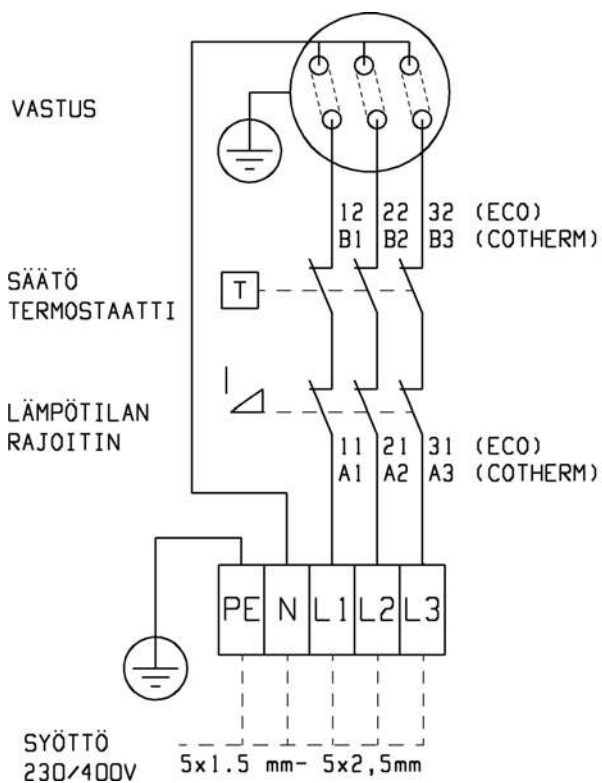 VASTUS
12 22 32 (ECO)
B1 B2 B3 (COTHERM)
SÄÄTÖ
TERMOSTAATTI
T
LÄMPÖTILAN
RAJOITIN
11 21 31 (ECO)
A1 A2 A3 (COTHERM)
PE N L1 L2 L3
SYÖTTÖ
230/400V
5x1.5 mm- 5x2,5mm